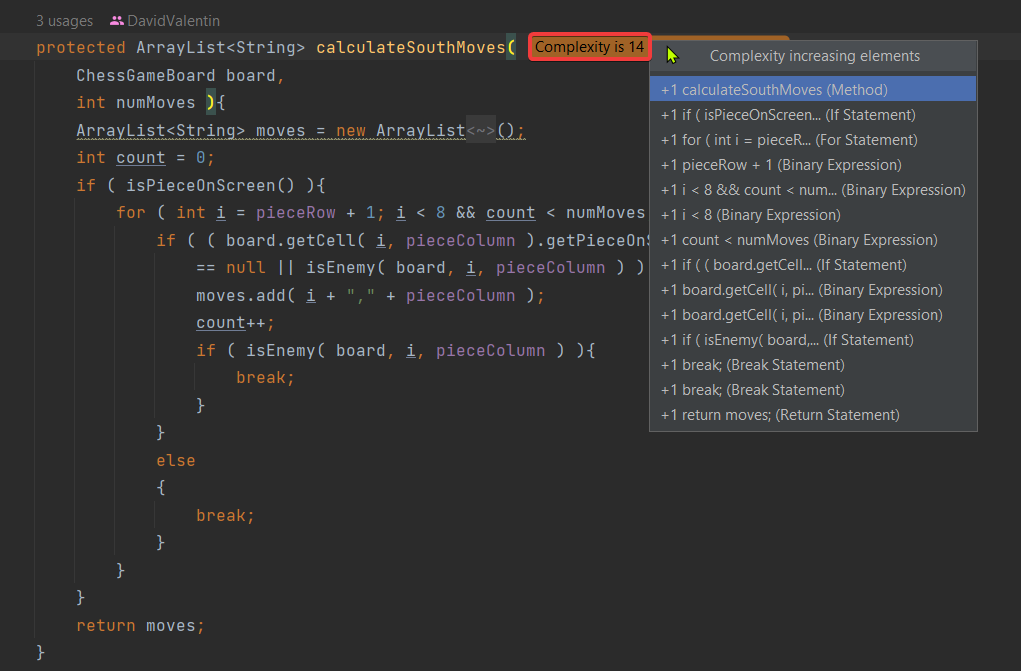 3 usages DavidValentin
protected ArrayList<String> calculateSouthMoves( Complexity is 14
ChessGameBoard board,
int numMoves ){
ArrayList<String> moves = new ArrayList<~>();
int count = 0;
if ( isPieceOnScreen() ){
for ( int i = pieceRow + 1; i < 8 && count < numMoves
if ( ( board.getCell( i, pieceColumn ).getPieceOnS
== null || isEnemy( board, i, pieceColumn ) )
moves.add( i + "," + pieceColumn );
count++;
if ( isEnemy( board, i, pieceColumn ) ){
break;
}
}
else
{
break;
}
}
}
return moves;
}
Complexity increasing elements
+1 calculateSouthMoves (Method)
+1 if ( isPieceOnScreen... (If Statement)
+1 for ( int i = pieceR... (For Statement)
+1 pieceRow + 1 (Binary Expression)
+1 i < 8 && count < num... (Binary Expression)
+1 i < 8 (Binary Expression)
+1 count < numMoves (Binary Expression)
+1 if ( ( board.getCell... (If Statement)
+1 board.getCell( i, pi... (Binary Expression)
+1 board.getCell( i, pi... (Binary Expression)
+1 if ( isEnemy( board,... (If Statement)
+1 break; (Break Statement)
+1 break; (Break Statement)
+1 return moves; (Return Statement)